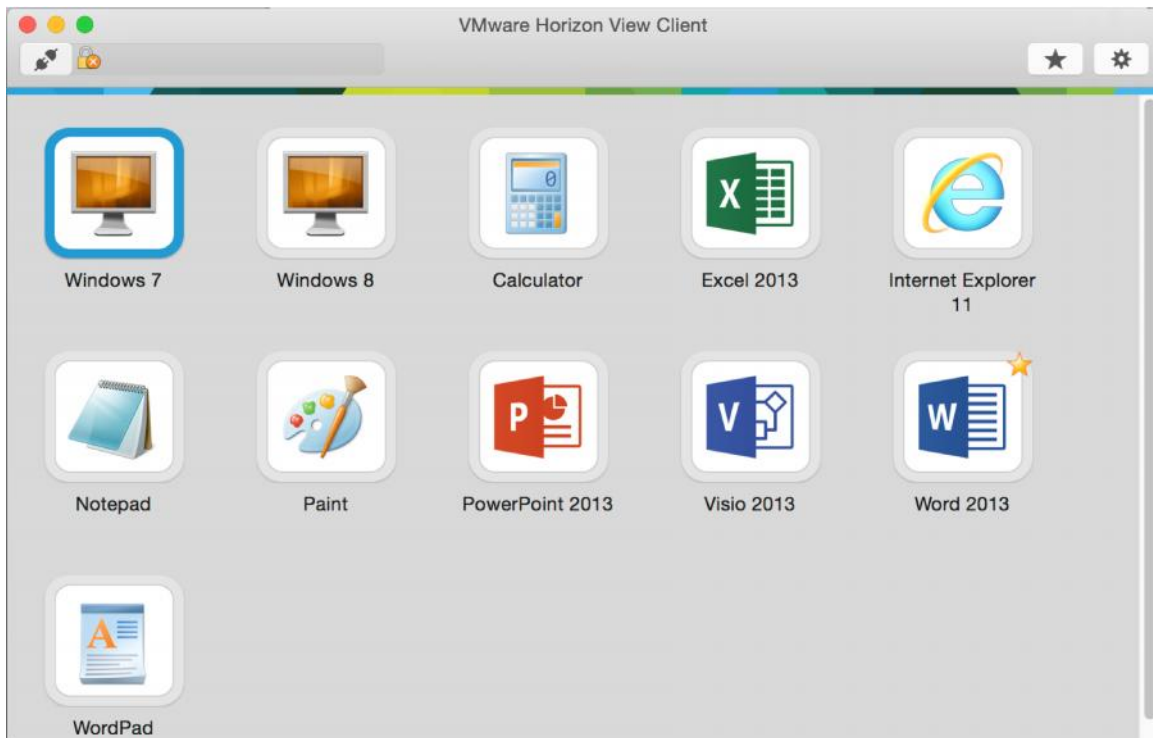 VMware Horizon View Client
0
Windows 7
Windows 8
Calculator
X
Excel 2013
Internet Explorer
11
Notepad
Paint
P
PowerPoint 2013
V
Visio 2013
W
Word 2013
A
WordPad